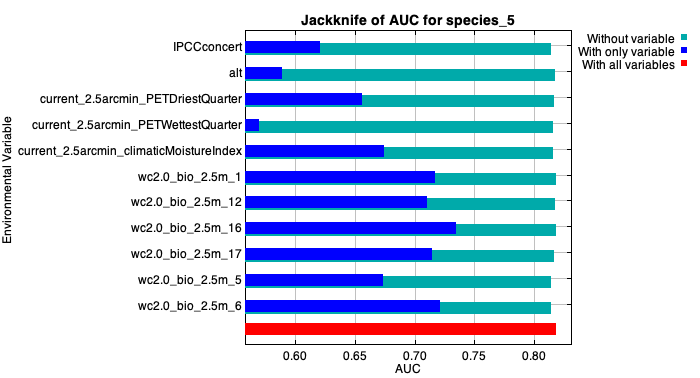 Jackknife of AUC for species_5
Without variable
With only variable
With all variables
Environmental Variable
IPCCconcert
alt
current_2.5arcmin_PETDriestQuarter
current_2.5arcmin_PETWettestQuarter
current_2.5arcmin_climaticMoistureIndex
wc2.0_bio_2.5m_1
wc2.0_bio_2.5m_12
wc2.0_bio_2.5m_16
wc2.0_bio_2.5m_17
wc2.0_bio_2.5m_5
wc2.0_bio_2.5m_6
0.60 0.65 0.70 0.75 0.80
AUC